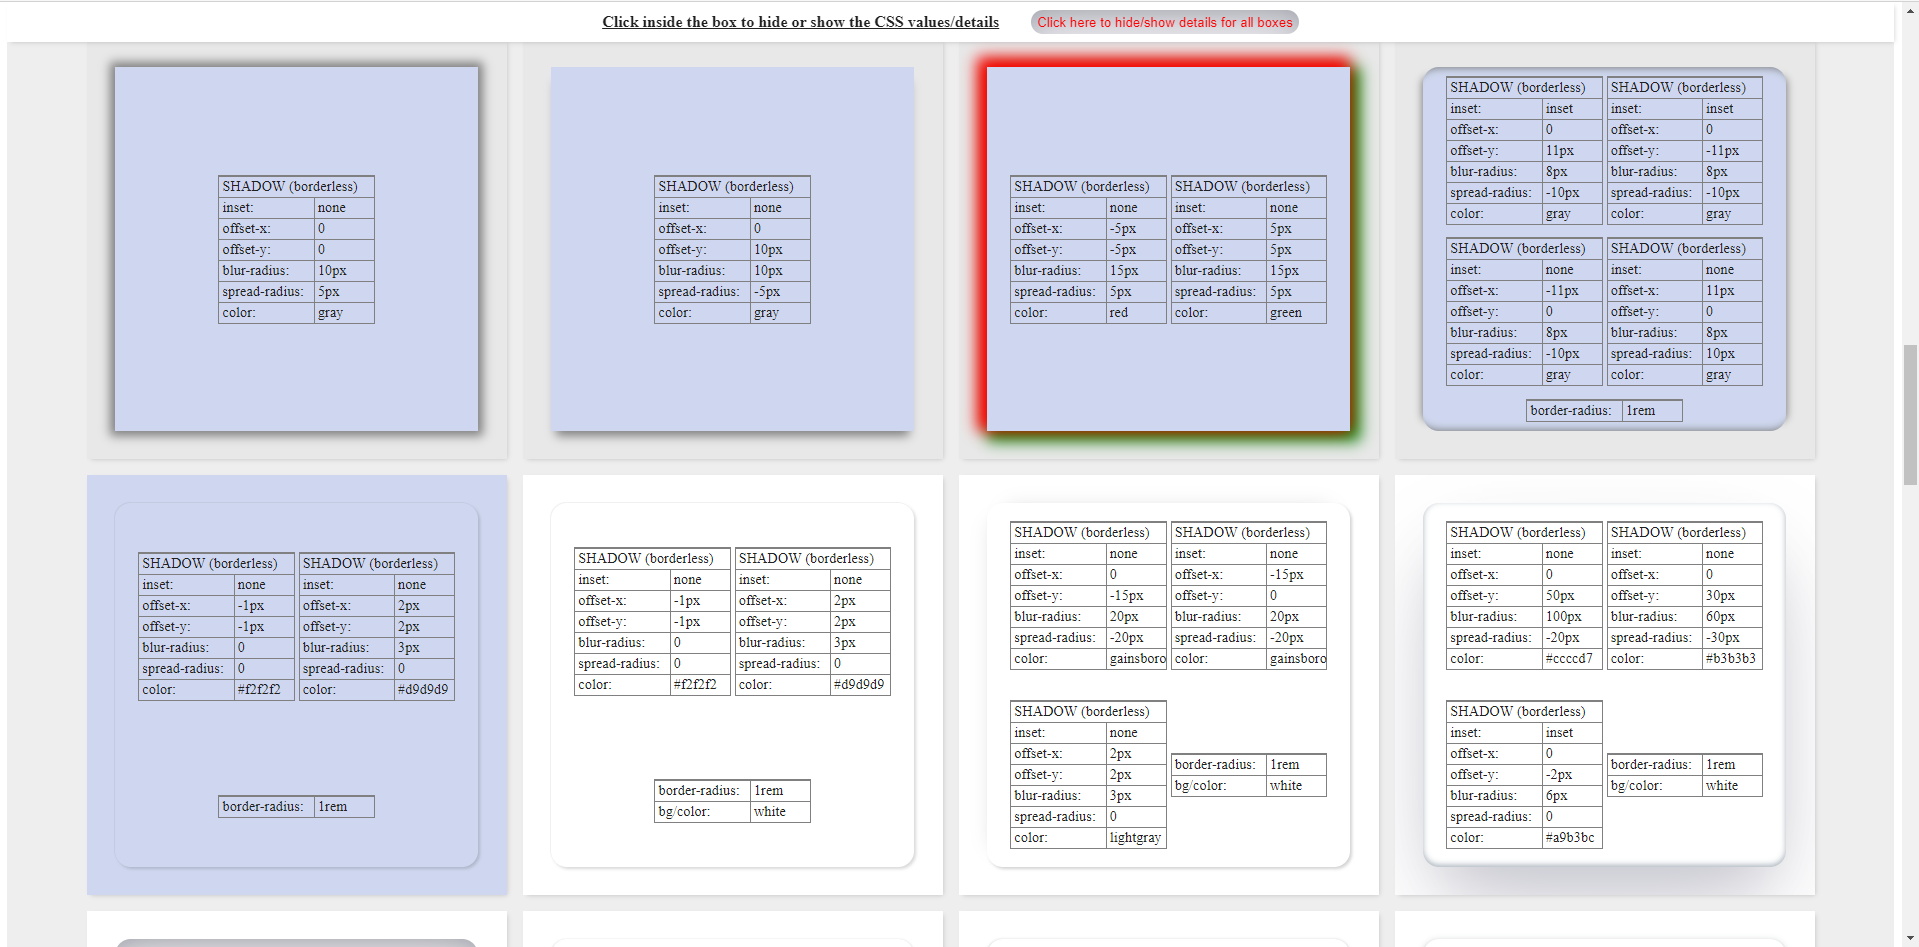 Click inside the box to hide or show the CSS values/details
Click here to hide/show details for all boxes
SHADOW (borderless)
inset: none
offset-x: 0
offset-y: 0
blur-radius: 10px
spread-radius: 5px
color: gray
SHADOW (borderless)
inset: none
offset-x: 0
offset-y: 10px
blur-radius: 10px
spread-radius: -5px
color: gray
SHADOW (borderless)
inset: none
offset-x: -5px
offset-y: -5px
blur-radius: 15px
spread-radius: 5px
color: red
SHADOW (borderless)
inset: none
offset-x: 5px
offset-y: 5px
blur-radius: 15px
spread-radius: 5px
color: green
SHADOW (borderless)
inset: inset
offset-x: 0
offset-y: 11px
blur-radius: 8px
spread-radius: -10px
color: gray
SHADOW (borderless)
inset: inset
offset-x: 0
offset-y: -11px
blur-radius: 8px
spread-radius: -10px
color: gray
SHADOW (borderless)
inset: none
offset-x: -11px
offset-y: 0
blur-radius: 8px
spread-radius: -10px
color: gray
SHADOW (borderless)
inset: none
offset-x: 11px
offset-y: 0
blur-radius: 8px
spread-radius: 10px
color: gray
border-radius: 1rem
SHADOW (borderless)
inset: none
offset-x: -1px
offset-y: -1px
blur-radius: 0
spread-radius: 0
color: #f2f2f2
SHADOW (borderless)
inset: none
offset-x: 2px
offset-y: 2px
blur-radius: 3px
spread-radius: 0
color: #d9d9d9
border-radius: 1rem
SHADOW (borderless)
inset: none
offset-x: -1px
offset-y: -1px
blur-radius: 0
spread-radius: 0
color: #f2f2f2
SHADOW (borderless)
inset: none
offset-x: 2px
offset-y: 2px
blur-radius: 3px
spread-radius: 0
color: #d9d9d9
border-radius: 1rem
bg/color: white
SHADOW (borderless)
inset: none
offset-x: 0
offset-y: -15px
blur-radius: 20px
spread-radius: -20px
color: gainsboro
SHADOW (borderless)
inset: none
offset-x: -15px
offset-y: 0
blur-radius: 20px
spread-radius: -20px
color: gainsboro
SHADOW (borderless)
inset: none
offset-x: 2px
offset-y: 2px
blur-radius: 3px
spread-radius: 0
color: lightgray
border-radius: 1rem
bg/color: white
SHADOW (borderless)
inset: none
offset-x: 0
offset-y: 50px
blur-radius: 100px
spread-radius: -20px
color: #ccccd7
SHADOW (borderless)
inset: none
offset-x: 0
offset-y: 30px
blur-radius: 60px
spread-radius: -30px
color: #b3b3b3
SHADOW (borderless)
inset: inset
offset-x: 0
offset-y: -2px
blur-radius: 6px
spread-radius: 0
color: #a9b3bc
border-radius: 1rem
bg/color: white